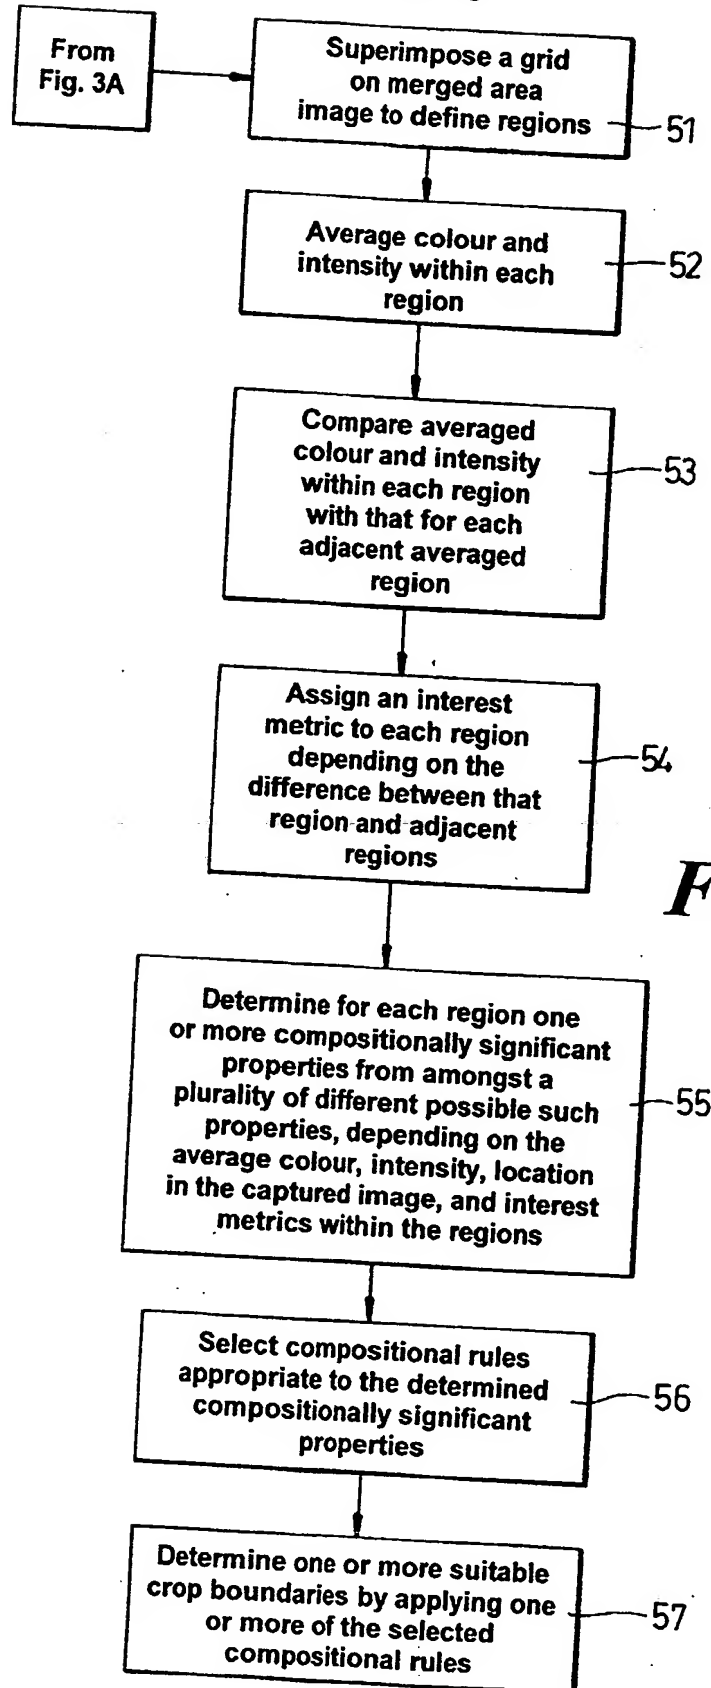 From
Fig. 3A
Superimpose a grid
on merged area
image to define regions
51
Average colour and
intensity within each
region
52
Compare averaged
colour and intensity
within each region
with that for each
adjacent averaged
region
53
Assign an interest
metric to each region
depending on the
difference between that
region and adjacent
regions
54
F
Determine for each region one
or more compositionally significant
properties from amongst a
plurality of different possible such
properties, depending on the
average colour, intensity, location
in the captured image, and interest
metrics within the regions
55
Select compositional rules
appropriate to the determined
compositionally significant
properties
56
Determine one or more suitable
crop boundaries by applying one
or more of the selected
compositional rules
57